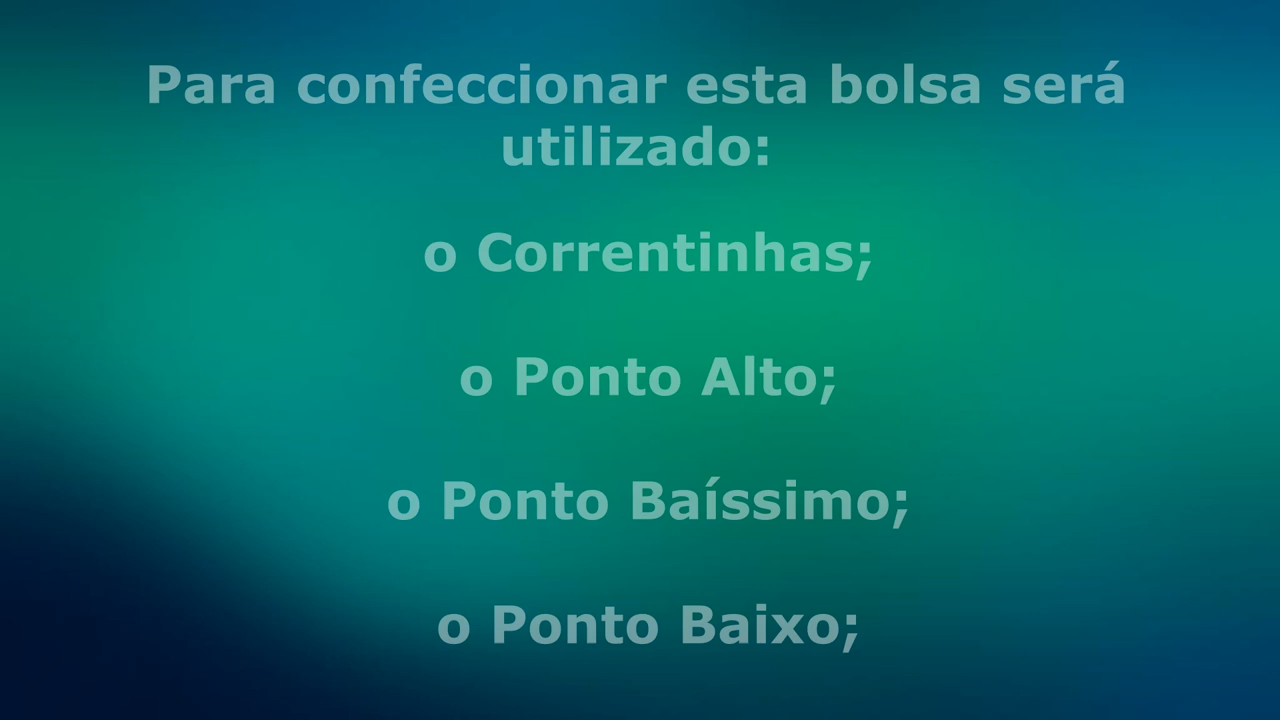 Para confeccionar esta bolsa será
utilizado:
o Correntinhas;
o Ponto Alto;
o Ponto Baíssimo;
o Ponto Baixo;